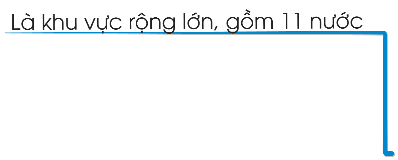 Là khu vực rộng lớn, gồm 11 nước